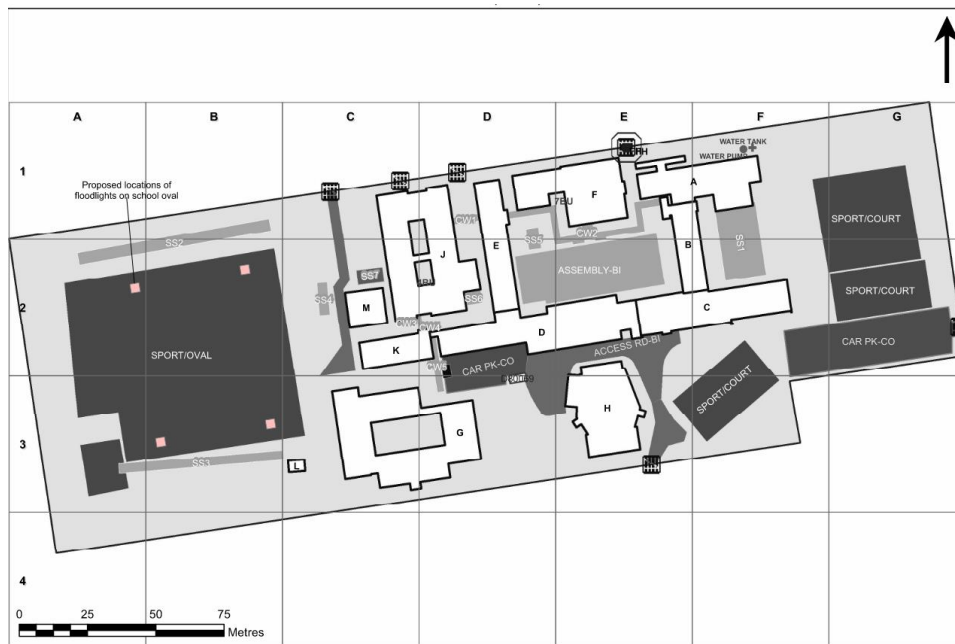 A B C D E F G
1
WATER TANK
WATER PUMP
A
F
Proposed locations of
floodlights on school oval
SPORT/COURT
CW1
CW2
SS2
SS5
E
B
SS1
J
ASSEMBLY-BI
SS7
2
SS4
M
SS6
SPORT/COURT
C
CW3
CW4
D
SPORT/OVAL
K
ACCESS RD-BI
CAR PK-CO
CW5
CAR PK-CO
SPORT/COURT
H
3
G
SS3
L
4
0 25 50 75
Metres